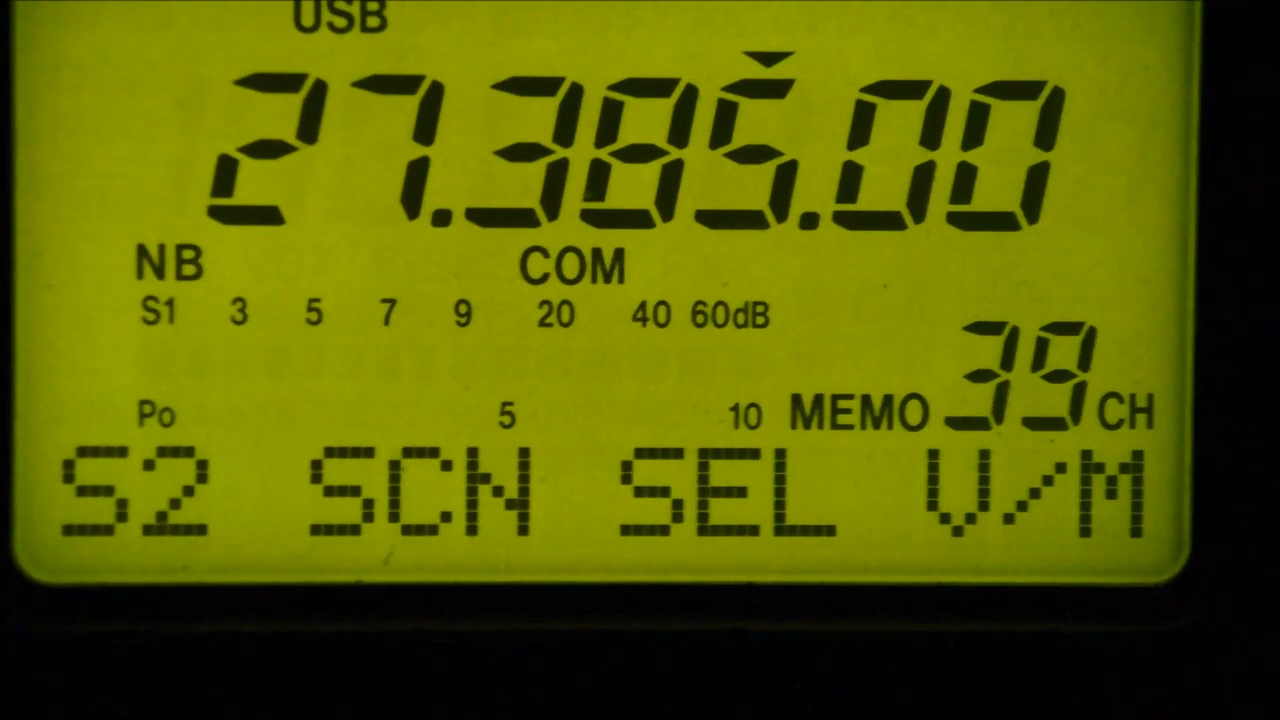 USB
27.385.00
NB COM
S1 3 5 7 9 20 40 60dB
Po 5 10 MEMO 39 CH
S2 SCN SEL V/M